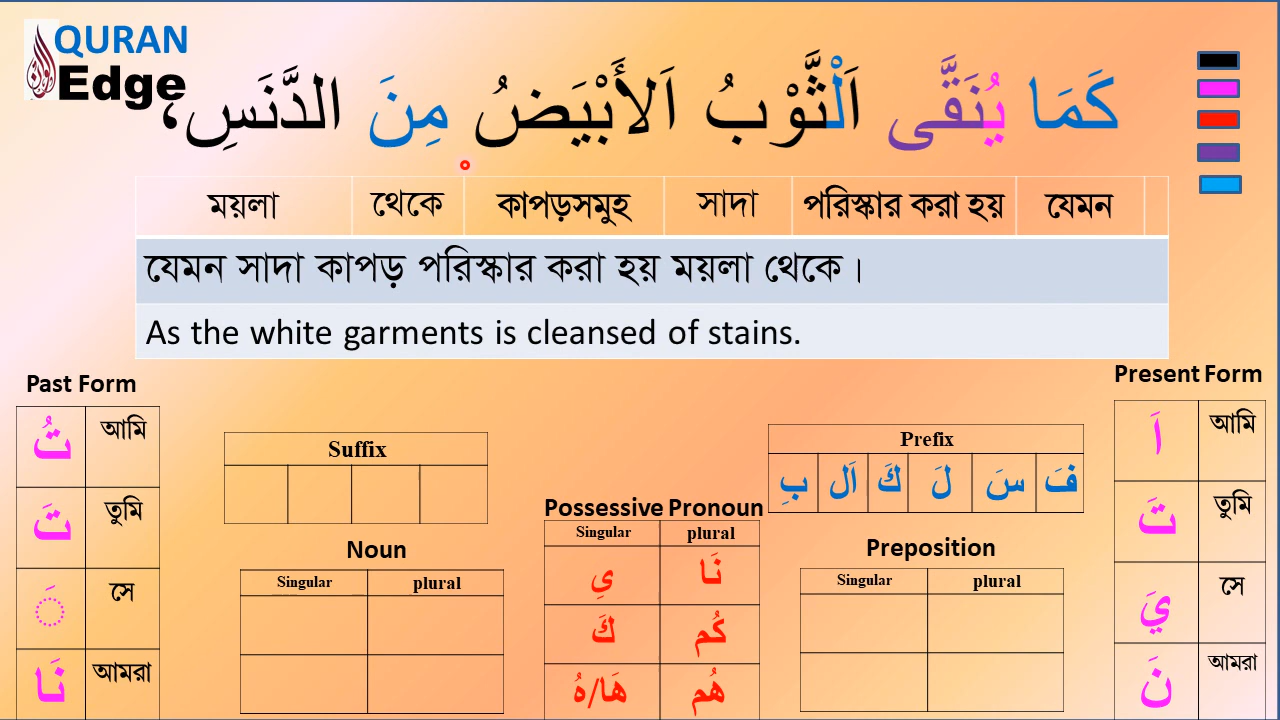 QURAN
Edge
كَمَا يُنَقَّى اَلْثَّوْبُ اَلأَبْيَضُ مِنَ الدَّنَسِ،
ময়লা থেকে কাপড়সমুহ সাদা পরিস্কার করা হয় যেমন
যেমন সাদা কাপড় পরিস্কার করা হয় ময়লা থেকে।
As the white garments is cleansed of stains.
Past Form
تُ আমি
تَ তুমি
َ সে
نَا আমরা
Suffix
Noun
Singular plural
Possessive Pronoun
Singular plural
يِ نَا
كَ كُم
هَا/هُ هُم
Prefix
بِ اَل كَ لَ سَ فَ
Preposition
Singular plural
Present Form
اَ আমি
تَ তুমি
يَ সে
نَ আমরা